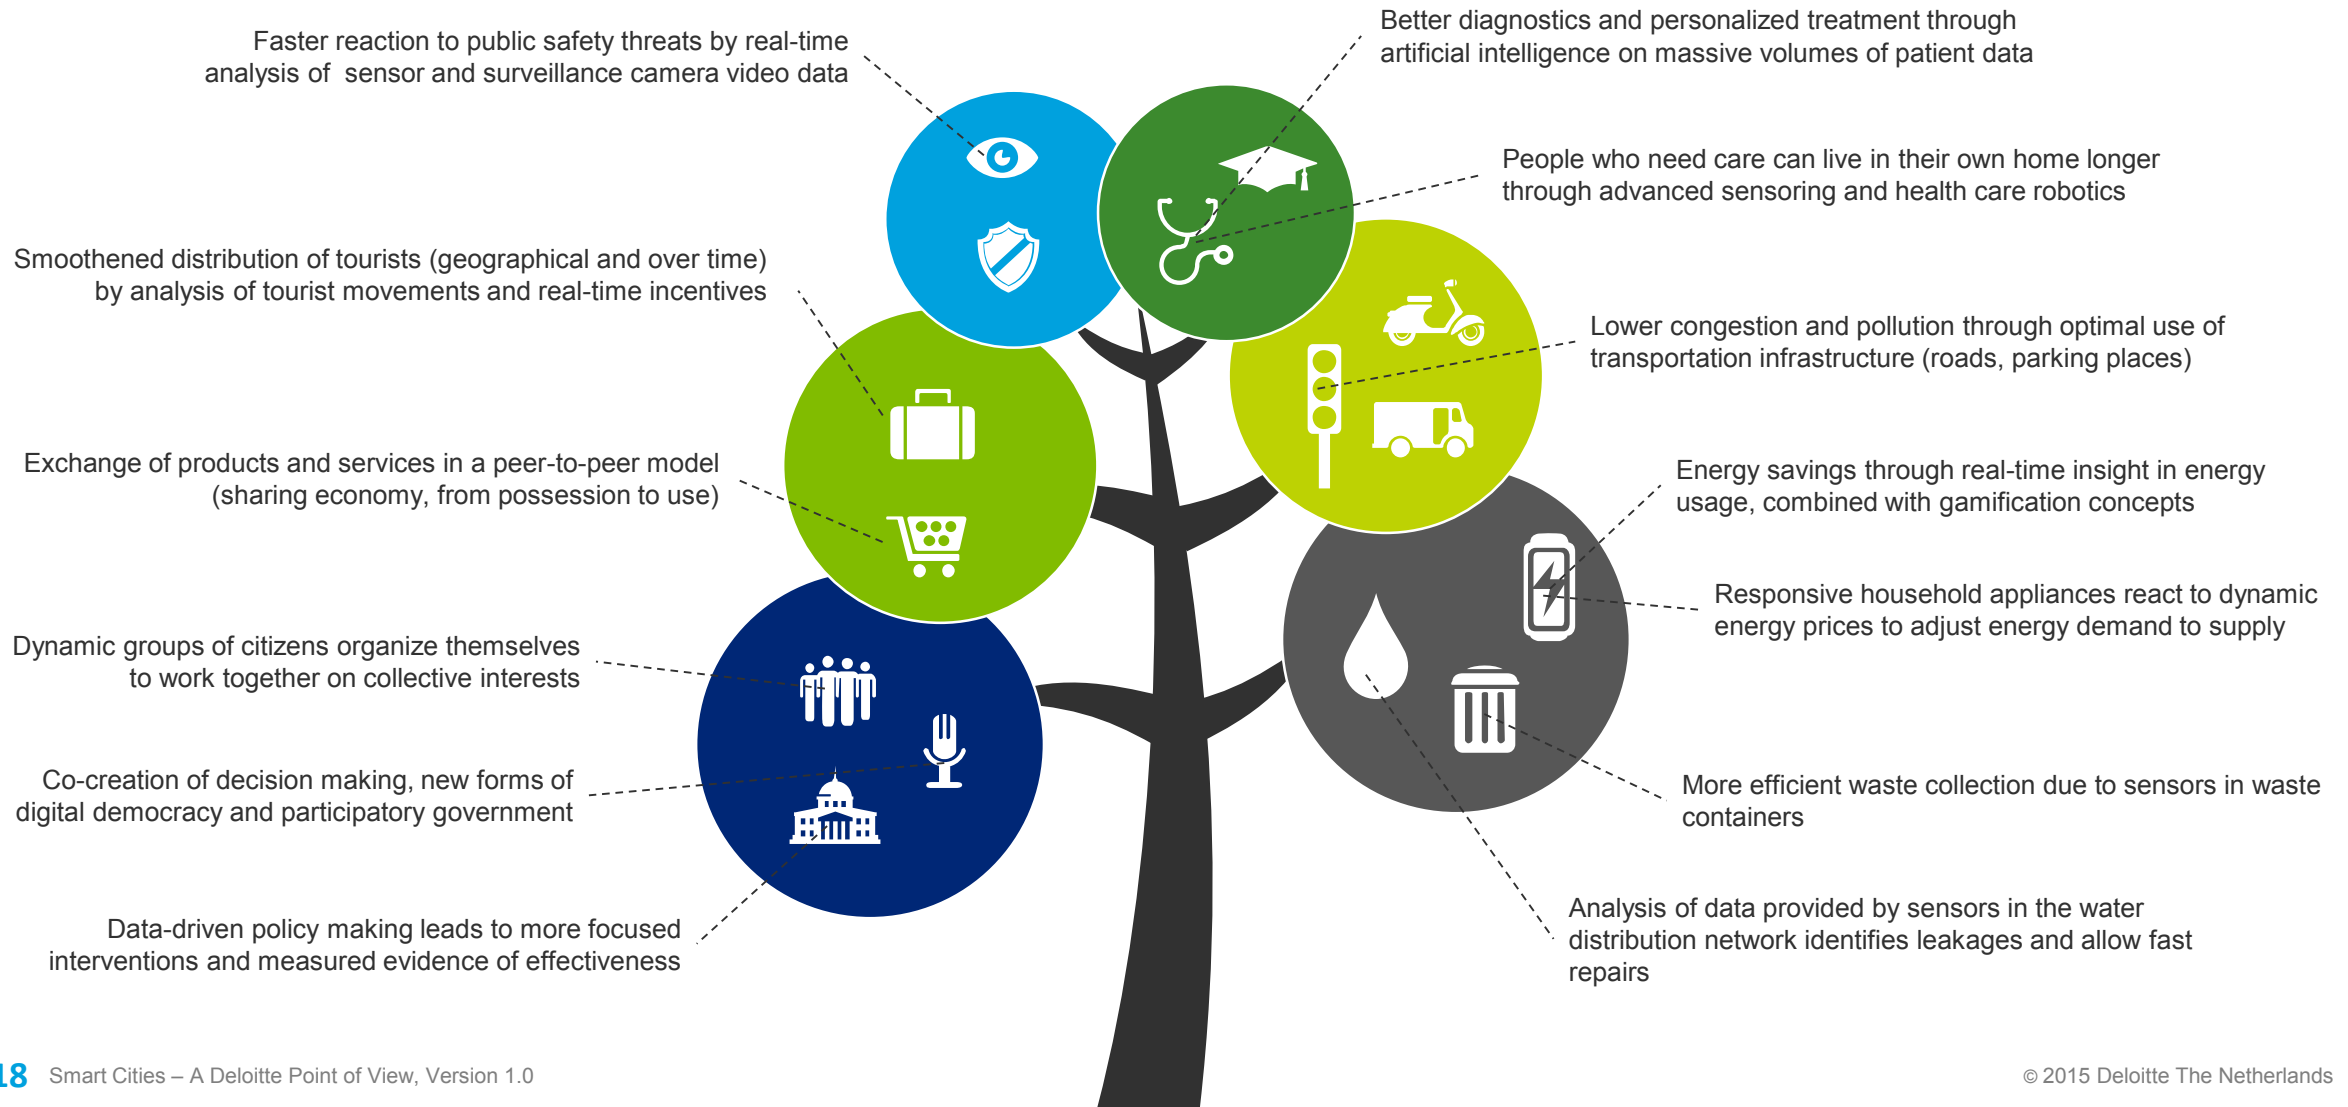 Faster reaction to public safety threats by real-time
analysis of sensor and surveillance camera video data
Smoothened distribution of tourists (geographical and over time)
by analysis of tourist movements and real-time incentives
Exchange of products and services in a peer-to-peer model
(sharing economy, from possession to use)
Dynamic groups of citizens organize themselves
to work together on collective interests
Co-creation of decision making, new forms of
digital democracy and participatory government
Data-driven policy making leads to more focused
interventions and measured evidence of effectiveness
Better diagnostics and personalized treatment through
artificial intelligence on massive volumes of patient data
People who need care can live in their own home longer
through advanced sensoring and health care robotics
Lower congestion and pollution through optimal use of
transportation infrastructure (roads, parking places)
Energy savings through real-time insight in energy
usage, combined with gamification concepts
Responsive household appliances react to dynamic
energy prices to adjust energy demand to supply
More efficient waste collection due to sensors in waste
containers
Analysis of data provided by sensors in the water
distribution network identifies leakages and allow fast
repairs
18 Smart Cities – A Deloitte Point of View, Version 1.0
© 2015 Deloitte The Netherlands